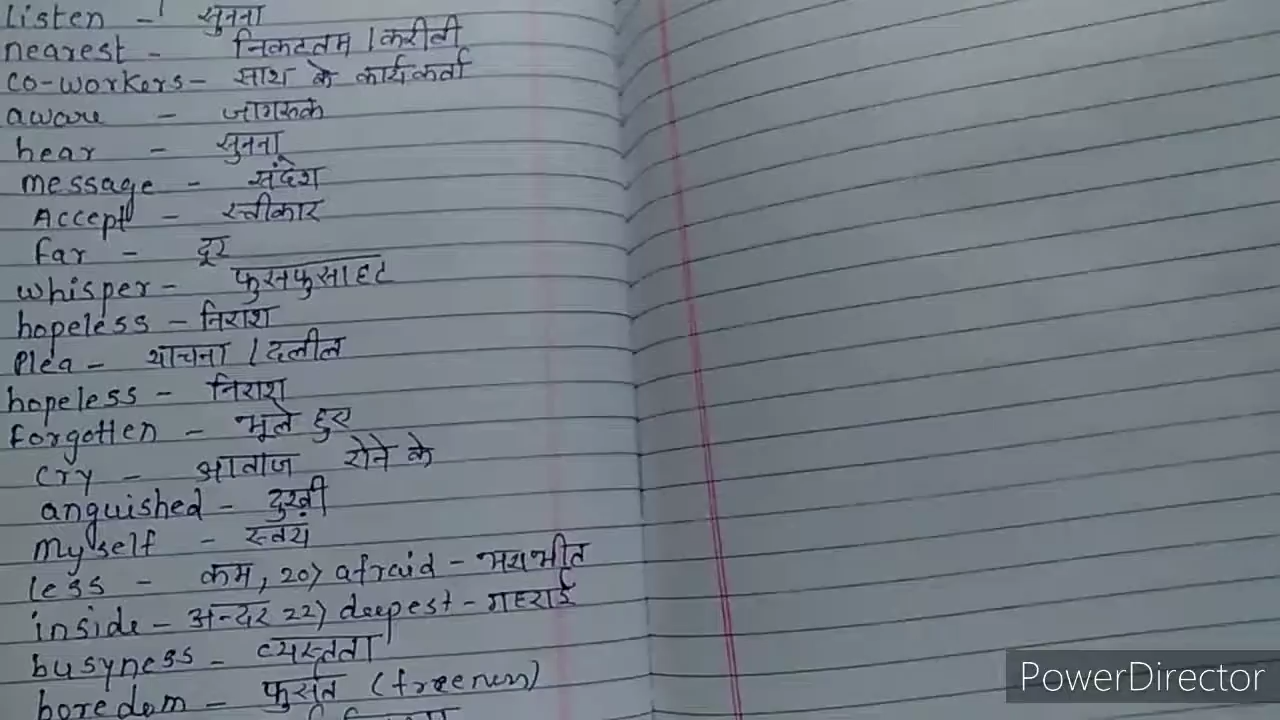 listen - सुनना
nearest - निकटतम / करीबी
co-workers - साथ के कार्यकर्ता
aware - जागरूक
hear - सुनना
message - संदेश
Accept - स्वीकार
far - दूर
whisper - फुसफुसाहट
hopeless - निराश
Plea - याचना / दलील
hopeless - निराश
Forgotten - भूले हुए
cry - आवाज रोने के
anguished - दुखी
Myself - स्वयं
less - कम, 20) afraid - भयभीत
inside - अन्दर 22) deepest - गहराई
busyness - व्यस्तता
boredom - फुर्सत (freeness)
PowerDirector